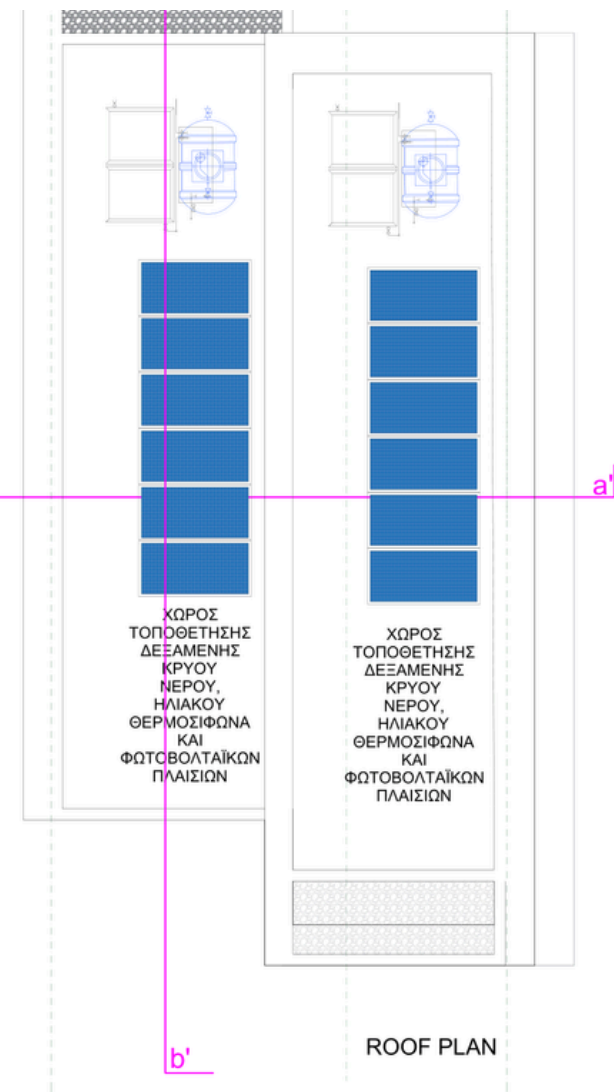 a'
ΧΩΡΟΣ
ΤΟΠΟΘΕΤΗΣΗΣ
ΔΕΞΑΜΕΝΗΣ
ΚΡΥΟΥ
ΝΕΡΟΥ,
ΗΛΙΑΚΟΥ
ΘΕΡΜΟΣΙΦΩΝΑ
ΚΑΙ
ΦΩΤΟΒΟΛΤΑΪΚΩΝ
ΠΛΑΙΣΙΩΝ
ΧΩΡΟΣ
ΤΟΠΟΘΕΤΗΣΗΣ
ΔΕΞΑΜΕΝΗΣ
ΚΡΥΟΥ
ΝΕΡΟΥ,
ΗΛΙΑΚΟΥ
ΘΕΡΜΟΣΙΦΩΝΑ
ΚΑΙ
ΦΩΤΟΒΟΛΤΑΪΚΩΝ
ΠΛΑΙΣΙΩΝ
ROOF PLAN
b'